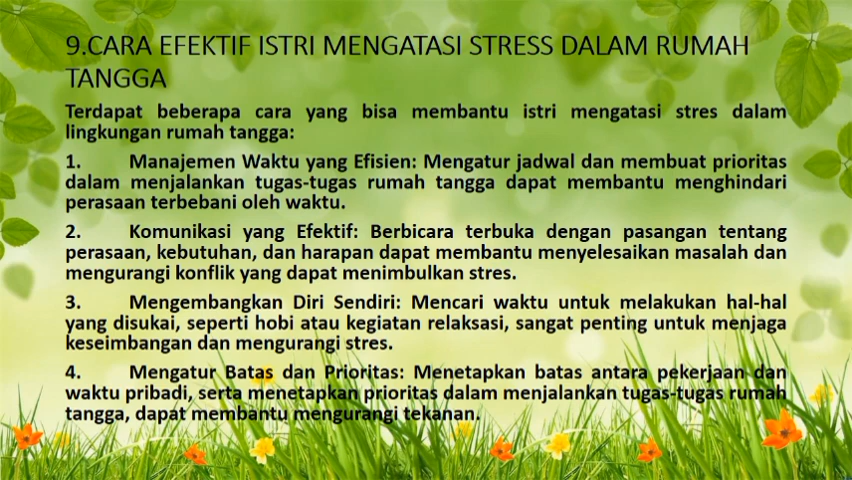 9.CARA EFEKTIF ISTRI MENGATASI STRESS DALAM RUMAH
TANGGA
Terdapat beberapa cara yang bisa membantu istri mengatasi stres dalam
lingkungan rumah tangga:
1. Manajemen Waktu yang Efisien: Mengatur jadwal dan membuat prioritas
dalam menjalankan tugas-tugas rumah tangga dapat membantu menghindari
perasaan terbebani oleh waktu.
2. Komunikasi yang Efektif: Berbicara terbuka dengan pasangan tentang
perasaan, kebutuhan, dan harapan dapat membantu menyelesaikan masalah dan
mengurangi konflik yang dapat menimbulkan stres.
3. Mengembangkan Diri Sendiri: Mencari waktu untuk melakukan hal-hal
yang disukai, seperti hobi atau kegiatan relaksasi, sangat penting untuk menjaga
keseimbangan dan mengurangi stres.
4. Mengatur Batas dan Prioritas: Menetapkan batas antara pekerjaan dan
waktu pribadi, serta menetapkan prioritas dalam menjalankan tugas-tugas rumah
tangga, dapat membantu mengurangi tekanan.